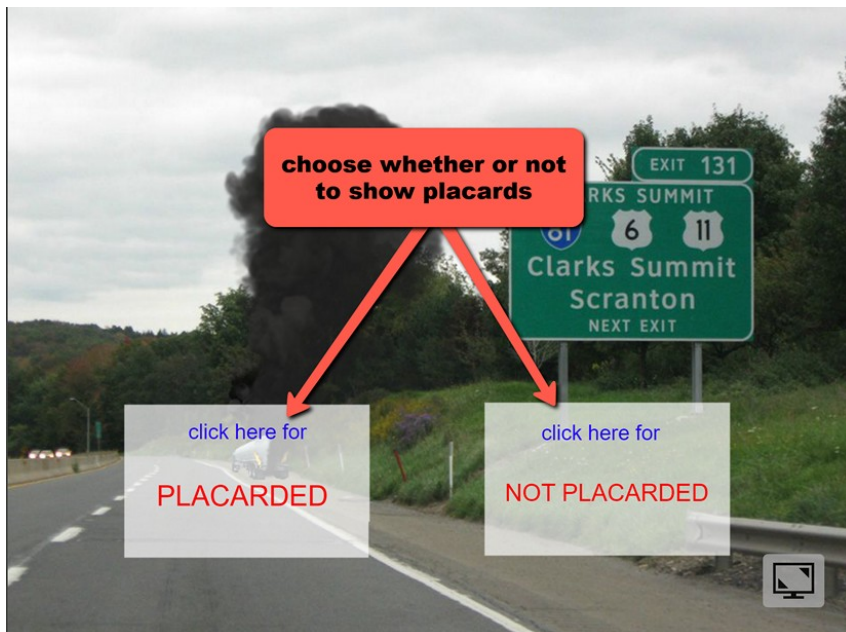 choose whether or not
to show placards
EXIT 131
RKS SUMMIT
61
6
11
Clarks Summit
Scranton
NEXT EXIT
click here for
PLACARDED
click here for
NOT PLACARDED